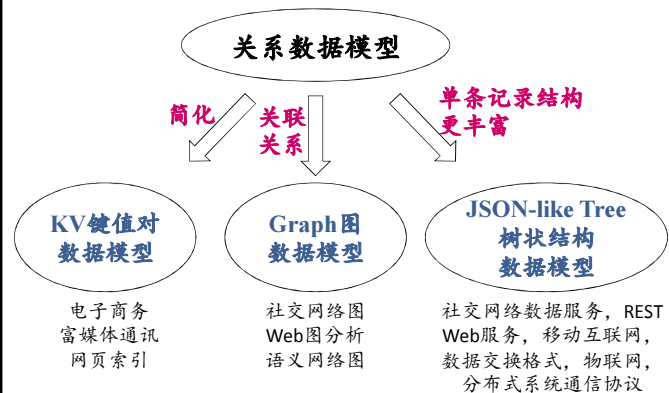 关系数据模型
简化
关联
关系
单条记录结构
更丰富
KV键值对
数据模型
Graph图
数据模型
JSON-like Tree
树状结构
数据模型
电子商务
富媒体通讯
网页索引
社交网络图
Web图分析
语义网络图
社交网络数据服务，REST
Web服务，移动互联网，
数据交换格式，物联网，
分布式系统通信协议